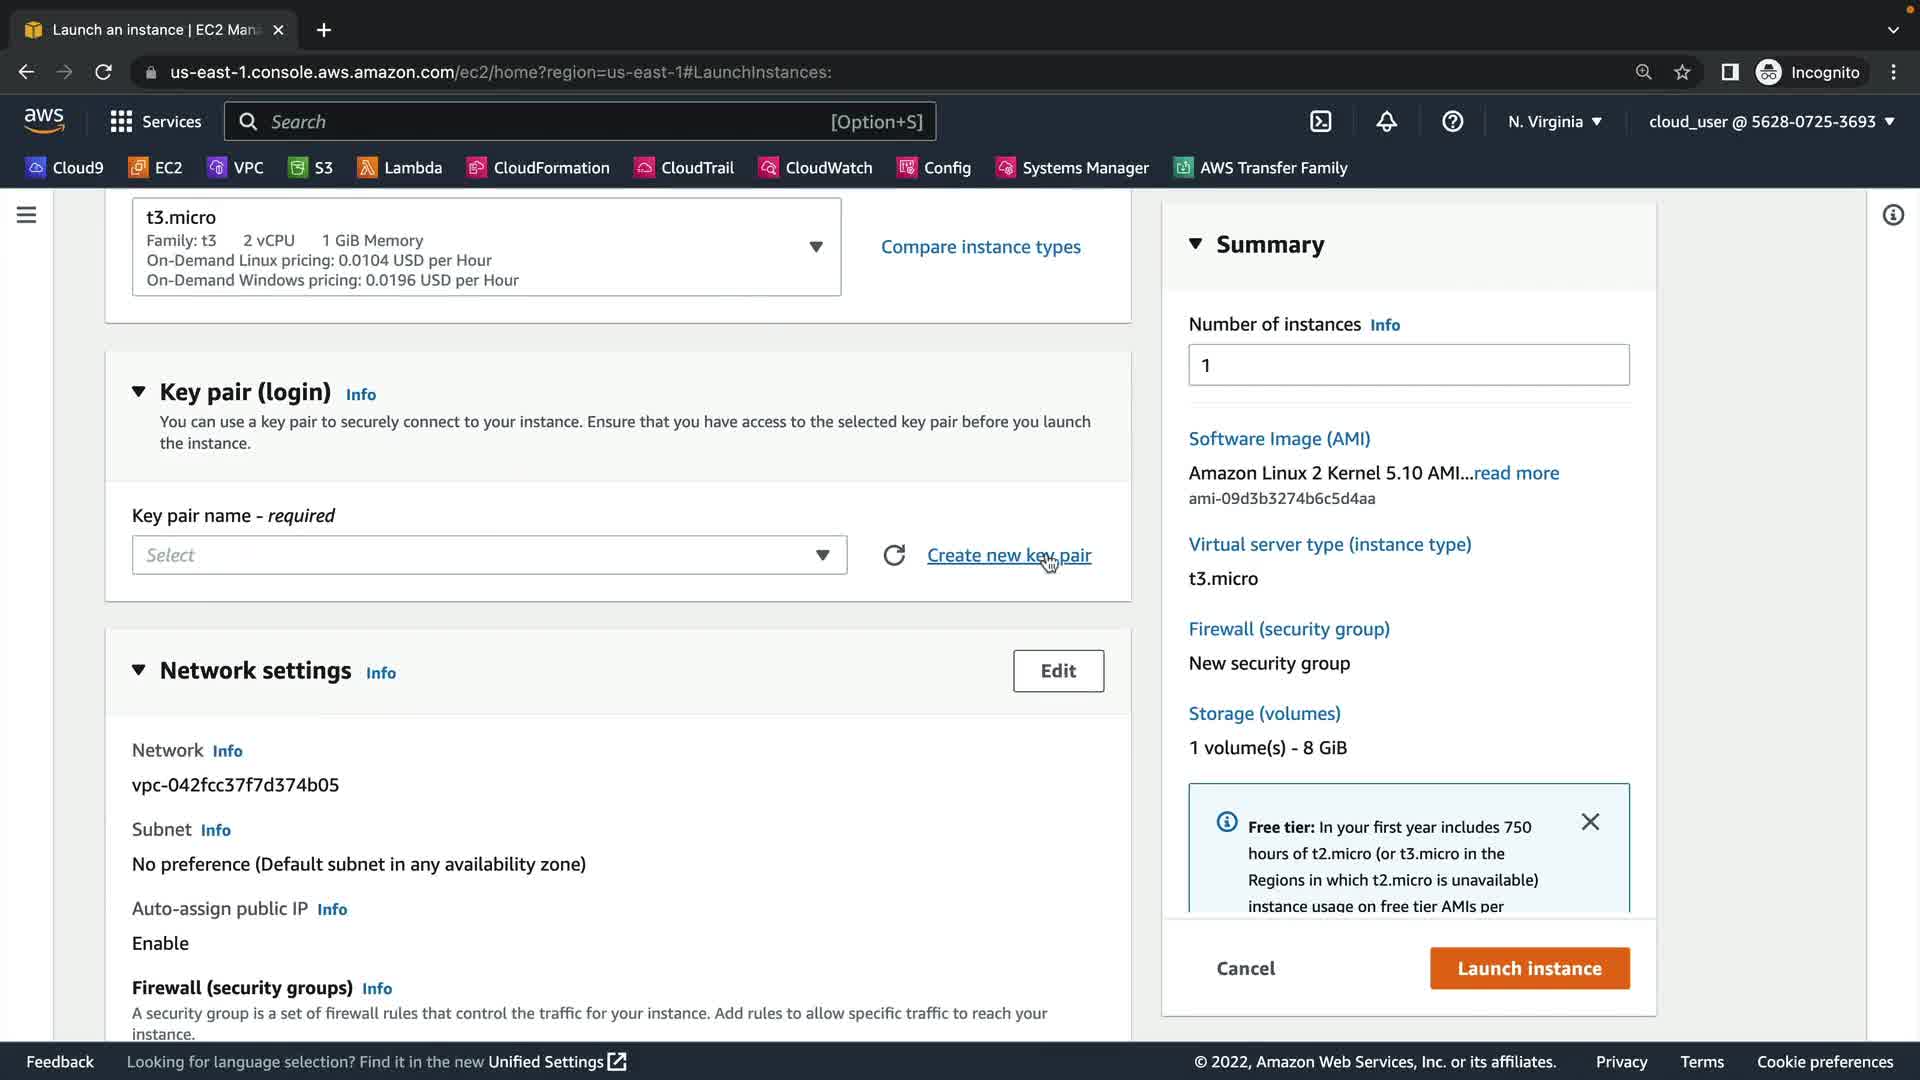 Launch an instance | EC2 Man
us-east-1.console.aws.amazon.com/ec2/home?region=us-east-1#LaunchInstances:
Incognito
aws
Services
Search
[Option+S]
N. Virginia
cloud_user @ 5628-0725-3693
Cloud9
EC2
VPC
S3
Lambda
CloudFormation
CloudTrail
CloudWatch
Config
Systems Manager
AWS Transfer Family
t3.micro
Family: t3 2 vCPU 1 GiB Memory
On-Demand Linux pricing: 0.0104 USD per Hour
On-Demand Windows pricing: 0.0196 USD per Hour
Compare instance types
Key pair (login) Info
You can use a key pair to securely connect to your instance. Ensure that you have access to the selected key pair before you launch
the instance.
Key pair name - required
Select
Create new key pair
Network settings Info
Edit
Network Info
vpc-042fcc37f7d374b05
Subnet Info
No preference (Default subnet in any availability zone)
Auto-assign public IP Info
Enable
Firewall (security groups) Info
A security group is a set of firewall rules that control the traffic for your instance. Add rules to allow specific traffic to reach your
instance.
Summary
Number of instances Info
1
Software Image (AMI)
Amazon Linux 2 Kernel 5.10 AMI...read more
ami-09d3b3274b6c5d4aa
Virtual server type (instance type)
t3.micro
Firewall (security group)
New security group
Storage (volumes)
1 volume(s) - 8 GiB
Free tier: In your first year includes 750
hours of t2.micro (or t3.micro in the
Regions in which t2.micro is unavailable)
instance usage on free tier AMIs per
Cancel
Launch instance
Feedback
Looking for language selection? Find it in the new Unified Settings
© 2022, Amazon Web Services, Inc. or its affiliates.
Privacy
Terms
Cookie preferences